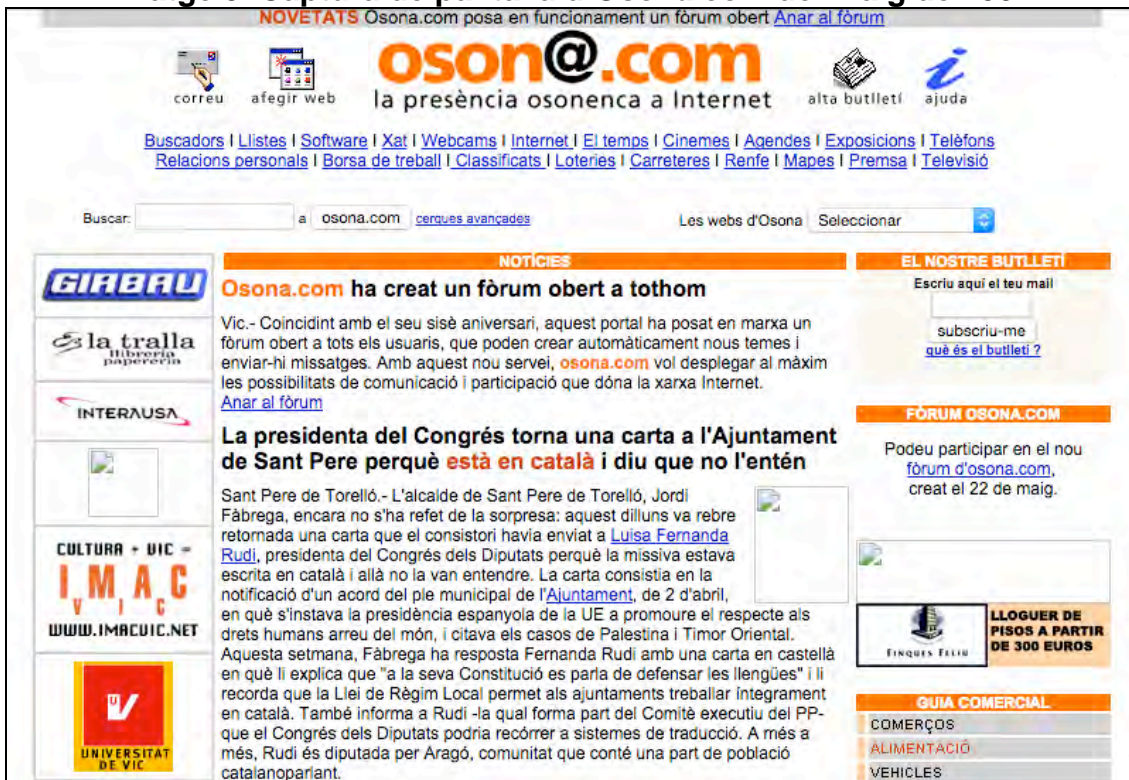 NOVETATS Osona.com posa en funcionament un fòrum obert Anar al fòrum
oson@.com
la presència osonenca a Internet
correu
afegir web
alta butlletí
ajuda
Buscadors I Llistes I Software I Xat I Webcams I Internet I El temps I Cinemes I Agendes I Exposicions I Telèfons
Relacions personals I Borsa de treball I Classificats I Loteries I Carreteres I Renfe I Mapes I Premsa I Televisió
Buscar: a osona.com cerques avançades
Les webs d'Osona Seleccionar
GIRBAU
la tralla
llibreria
papereria
INTERAUSA
CULTURA + VIC =
I M A C
V I C
WWW.IMACVIC.NET
UV
UNIVERSITAT
DE VIC
NOTÍCIES
Osona.com ha creat un fòrum obert a tothom
Vic.- Coincidint amb el seu sisè aniversari, aquest portal ha posat en marxa un
fòrum obert a tots els usuaris, que poden crear automàticament nous temes i
enviar-hi missatges. Amb aquest nou servei, osona.com vol desplegar al màxim
les possibilitats de comunicació i participació que dóna la xarxa Internet.
Anar al fòrum
La presidenta del Congrés torna una carta a l'Ajuntament
de Sant Pere perquè està en català i diu que no l'entén
Sant Pere de Torelló.- L'alcalde de Sant Pere de Torelló, Jordi
Fàbrega, encara no s'ha refet de la sorpresa: aquest dilluns va rebre
retornada una carta que el consistori havia enviat a Luisa Fernanda
Rudi, presidenta del Congrés dels Diputats perquè la missiva estava
escrita en català i allà no la van entendre. La carta consistia en la
notificació d'un acord del ple municipal de l'Ajuntament, de 2 d'abril,
en què s'instava la presidència espanyola de la UE a promoure el respecte als
drets humans arreu del món, i citava els casos de Palestina i Timor Oriental.
Aquesta setmana, Fàbrega ha resposta Fernanda Rudi amb una carta en castellà
en què li explica que "a la seva Constitució es parla de defensar les llengües" i li
recorda que la Llei de Règim Local permet als ajuntaments treballar íntegrament
en català. També informa a Rudi -la qual forma part del Comitè executiu del PP-
que el Congrés dels Diputats podria recórrer a sistemes de traducció. A més a
més, Rudi és diputada per Aragó, comunitat que conté una part de població
catalanoparlant.
EL NOSTRE BUTLLETÍ
Escriu aquí el teu mail
subscriu-me
què és el butlletí ?
FÒRUM OSONA.COM
Podeu participar en el nou
fòrum d'osona.com,
creat el 22 de maig.
FINQUES FELIU
LLOGUER DE
PISOS A PARTIR
DE 300 EUROS
GUIA COMERCIAL
COMERÇOS
ALIMENTACIÓ
VEHICLES